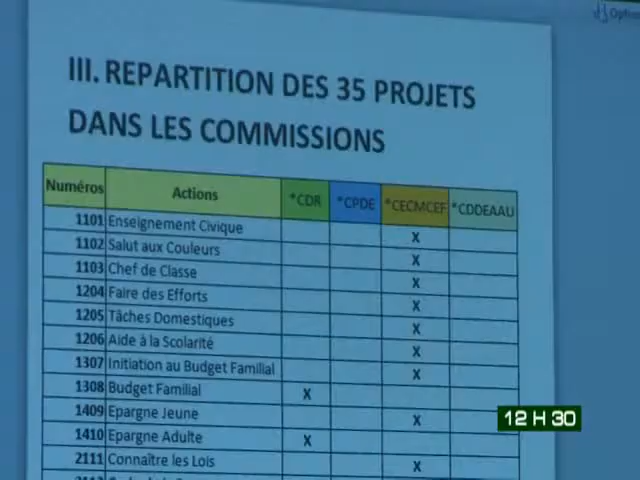 Option
III. REPARTITION DES 35 PROJETS
DANS LES COMMISSIONS
Numéros Actions *CDR *CPDE *CECMCEF *CDDEAAU
1101 Enseignement Civique X
1102 Salut aux Couleurs X
1103 Chef de Classe X
1204 Faire des Efforts X
1205 Tâches Domestiques X
1206 Aide à la Scolarité X
1307 Initiation au Budget Familial X
1308 Budget Familial X
1409 Epargne Jeune X
12 H 30
1410 Epargne Adulte X
2111 Connaître les Lois X